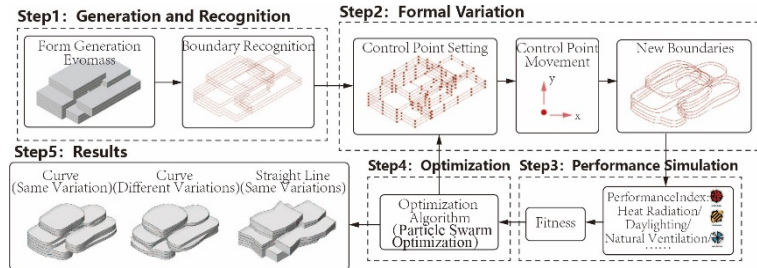 Step1： Generation and Recognition
Form Generation
Evomass
Boundary Recognition
Step2： Formal Variation
Control Point Setting
Control Point
Movement
y
x
New Boundaries
Step5： Results
Curve
(Same Variation)
Curve
(Different Variations)
Straight Line
(Same Variations)
Step4： Optimization
Optimization
Algorithm
(Particle Swarm
Optimization)
Step3： Performance Simulation
Fitness
PerformanceIndex:
Heat Radiation/
Daylighting/
Natural Ventilation/
······